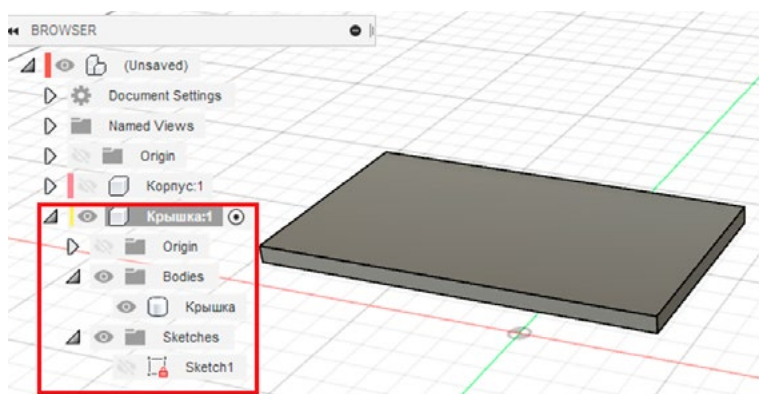 BROWSER
(Unsaved)
Document Settings
Named Views
Origin
Корпус:1
Крышка:1
Origin
Bodies
Крышка
Sketches
Sketch1